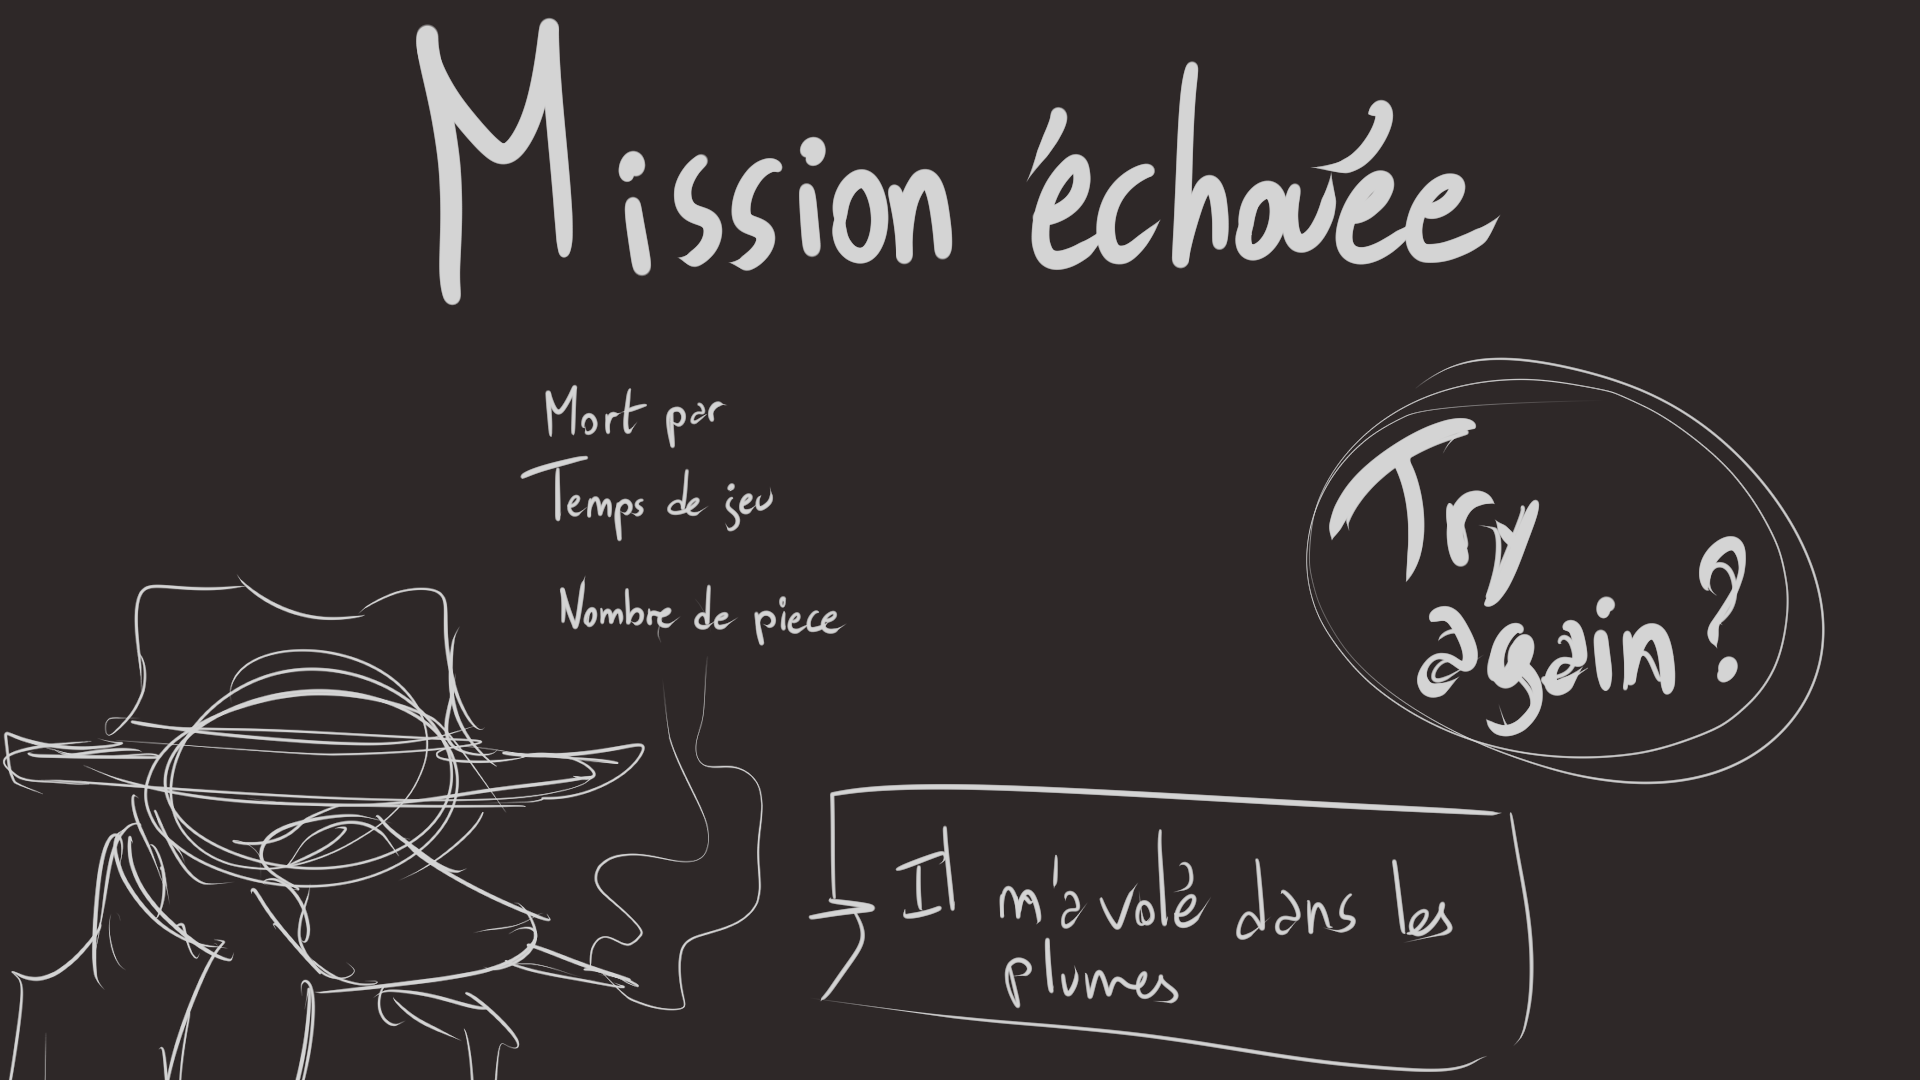 Mission échouée
Mort par
Temps de jeu
Nombre de piece
Try
again ?
Il m'a volé dans les
plumes